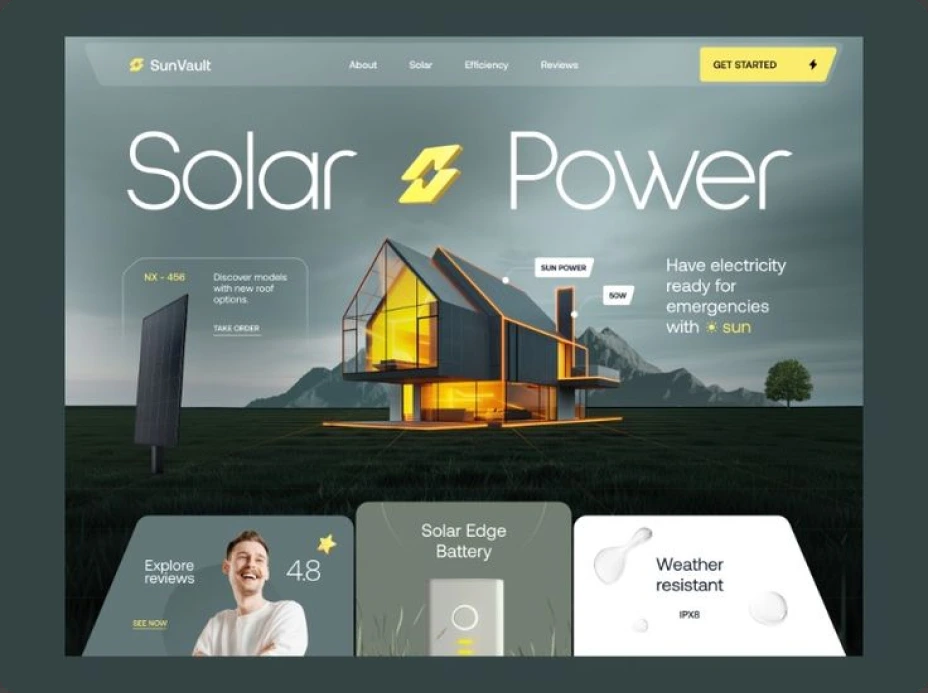 SunVault
About
Solar
Efficiency
Reviews
GET STARTED
Solar Power
NX - 456
Discover models
with new roof
options.
TAKE ORDER
SUN POWER
50W
Have electricity
ready for
emergencies
with sun
Explore
reviews
4.8
SEE NOW
Solar Edge
Battery
Weather
resistant
IPX8